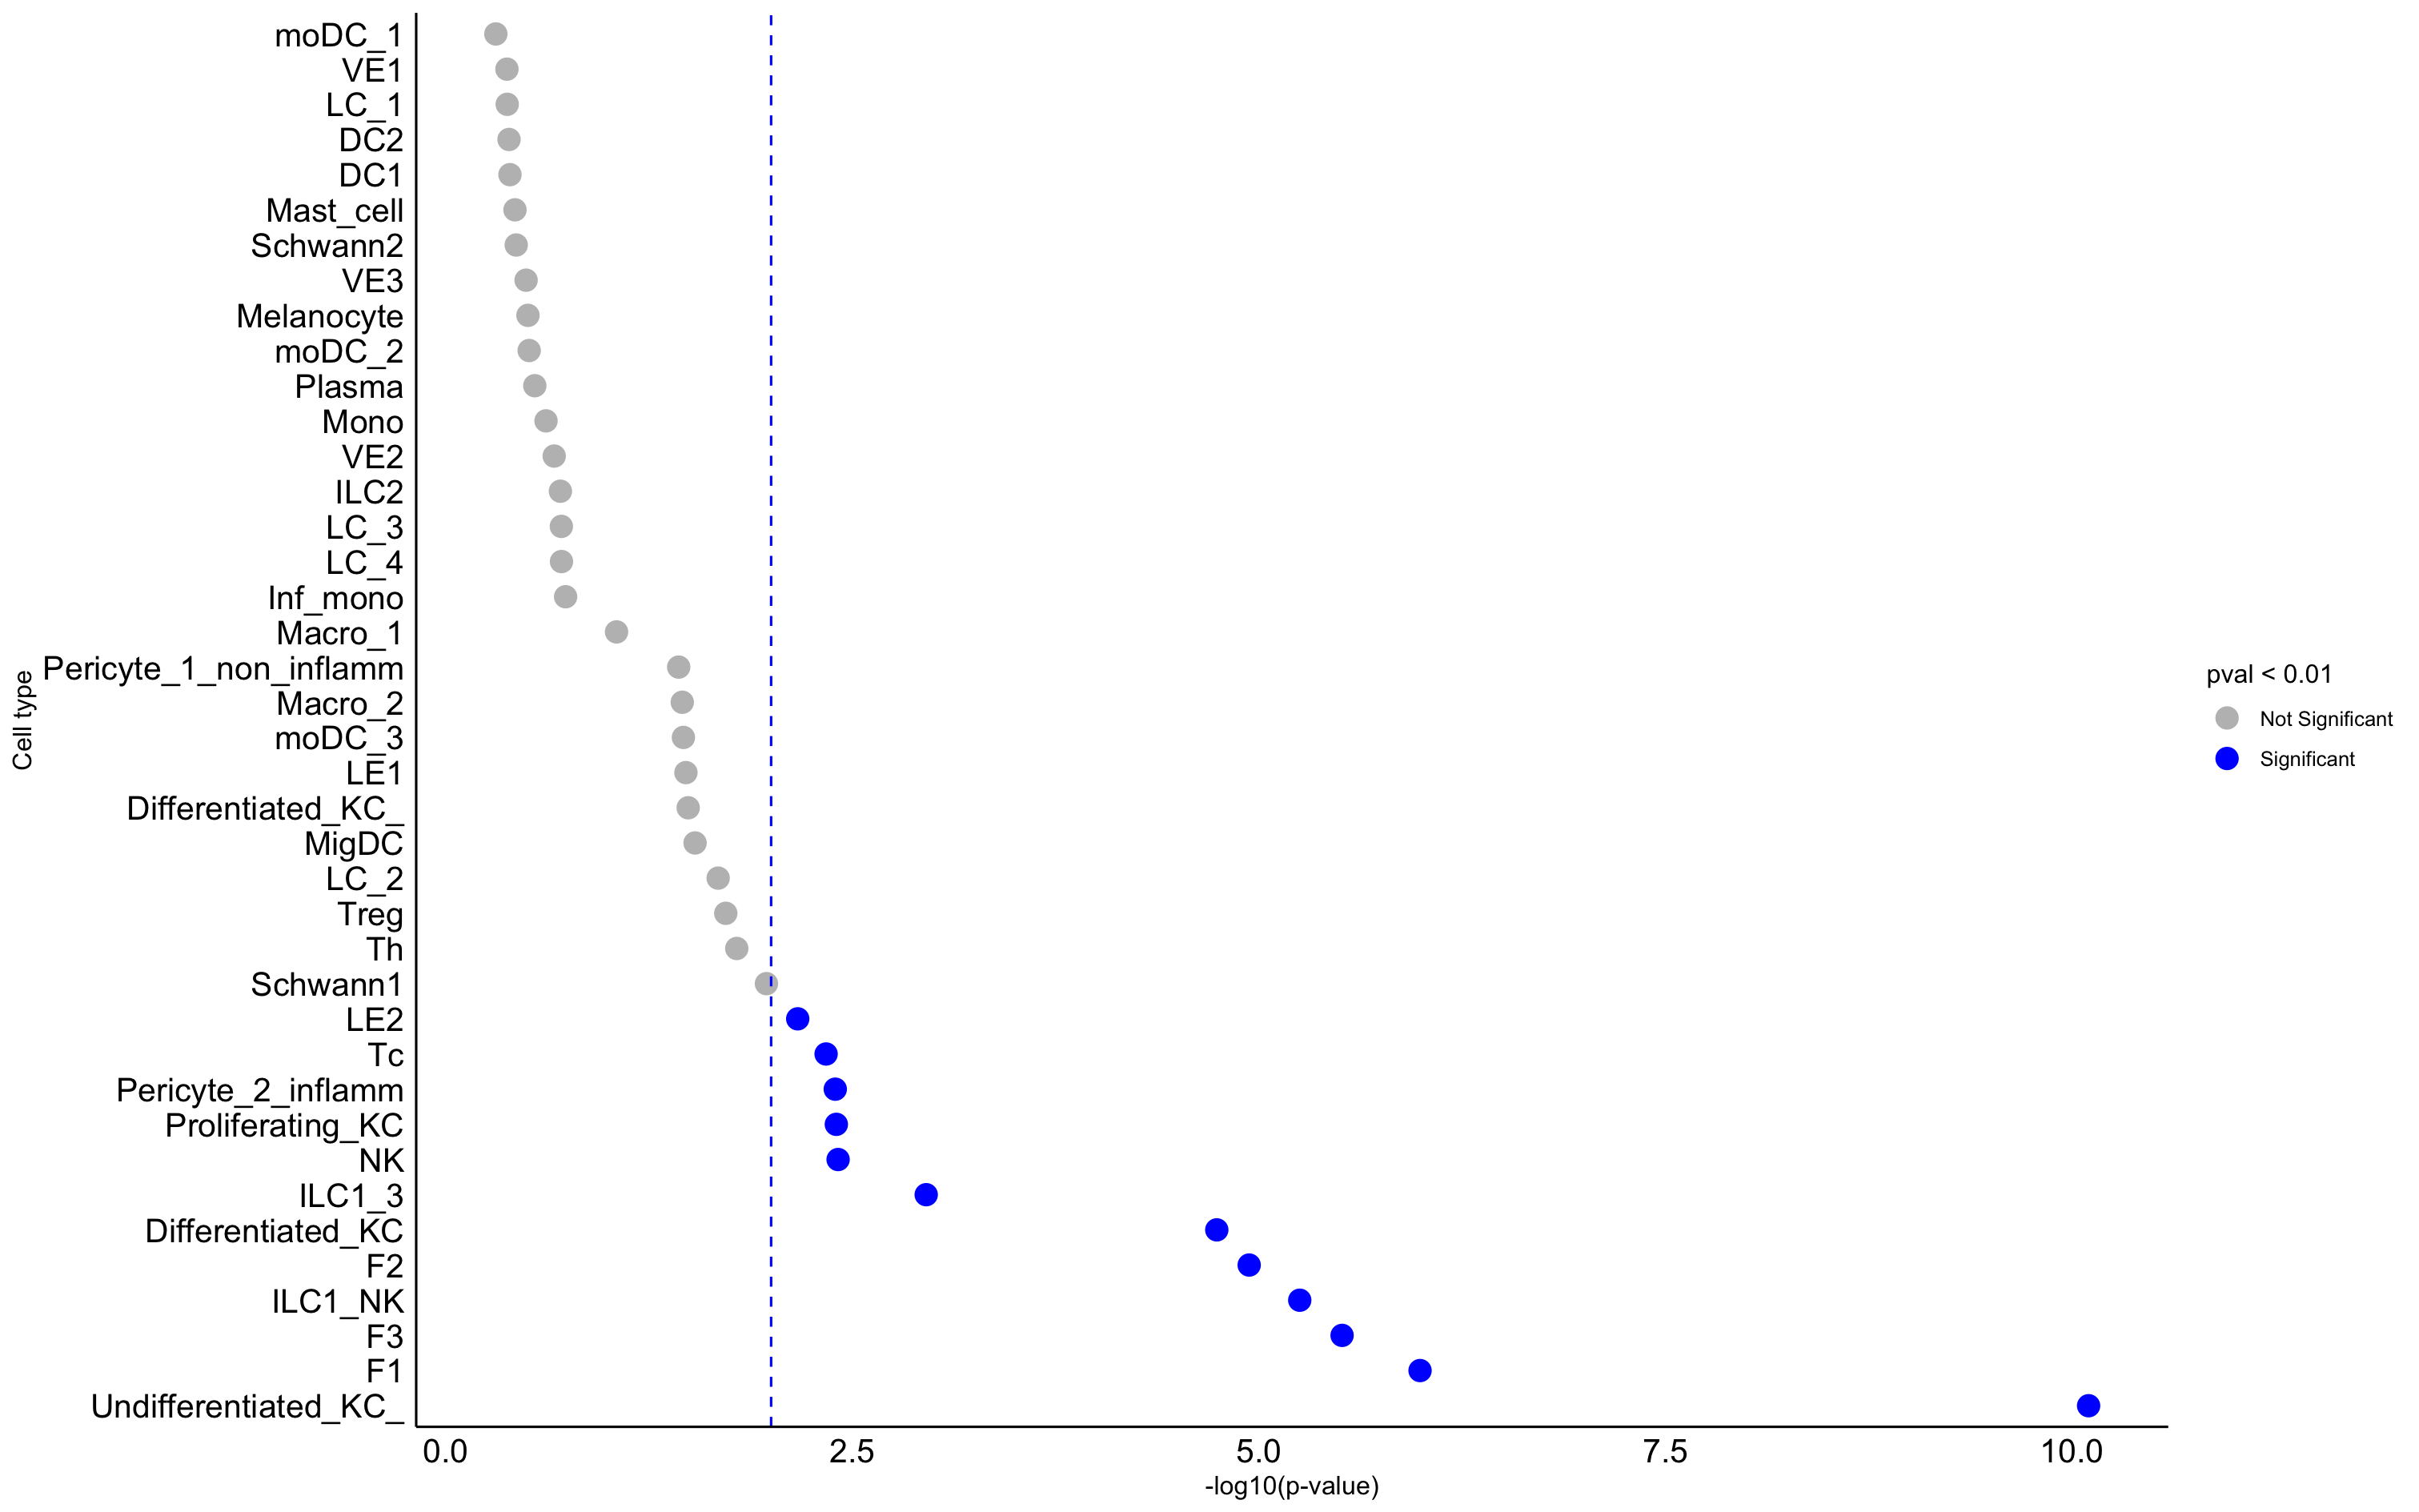 moDC_1
VE1
LC_1
DC2
DC1
Mast_cell
Schwann2
VE3
Melanocyte
moDC_2
Plasma
Mono
VE2
ILC2
LC_3
LC_4
Inf_mono
Macro_1
Pericyte_1_non_inflamm
Macro_2
moDC_3
LE1
Differentiated_KC_
MigDC
LC_2
Treg
Th
Schwann1
LE2
Tc
Pericyte_2_inflamm
Proliferating_KC
NK
ILC1_3
Differentiated_KC
F2
ILC1_NK
F3
F1
Undifferentiated_KC_
Cell type
0.0 2.5 5.0 7.5 10.0
-log10(p-value)
pval < 0.01
Not Significant
Significant